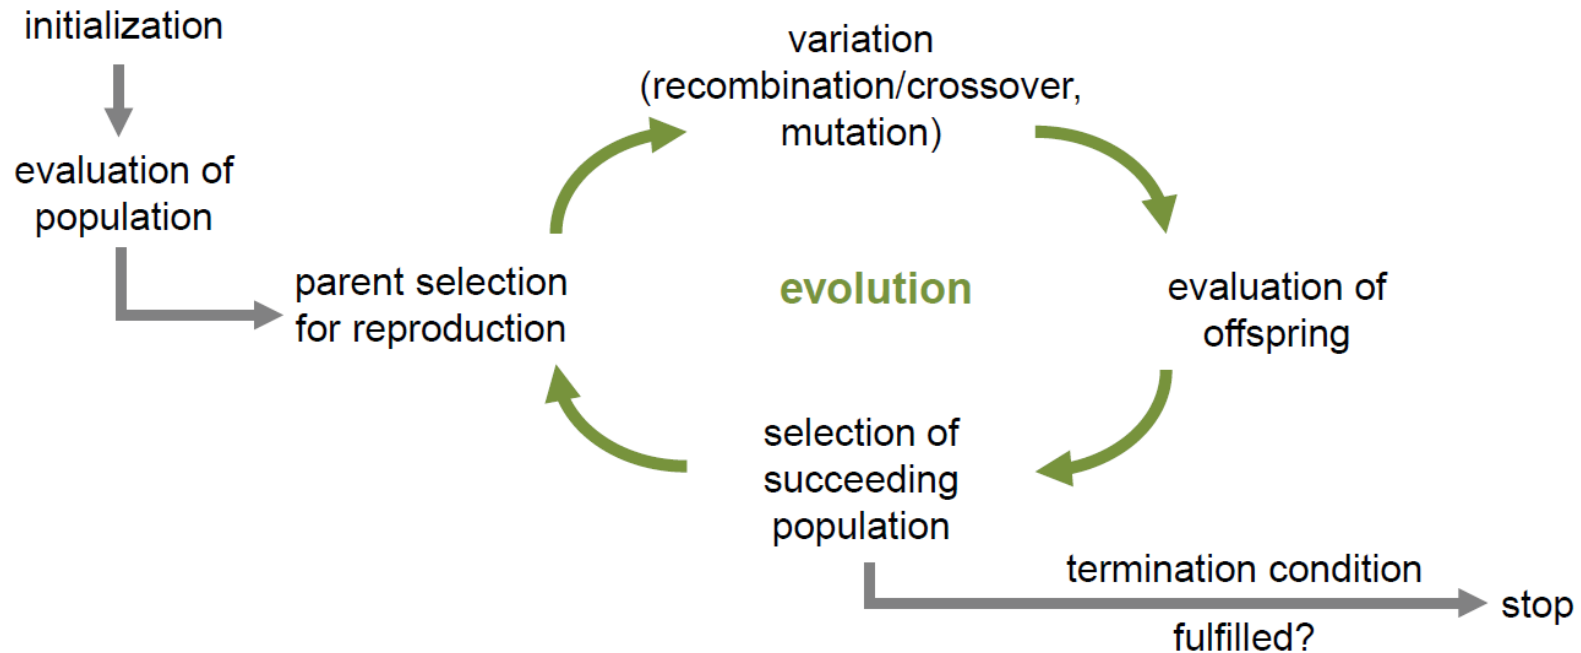 initialization
evaluation of
population
parent selection
for reproduction
variation
(recombination/crossover,
mutation)
evolution
evaluation of
offspring
selection of
succeeding
population
termination condition
fulfilled?
stop